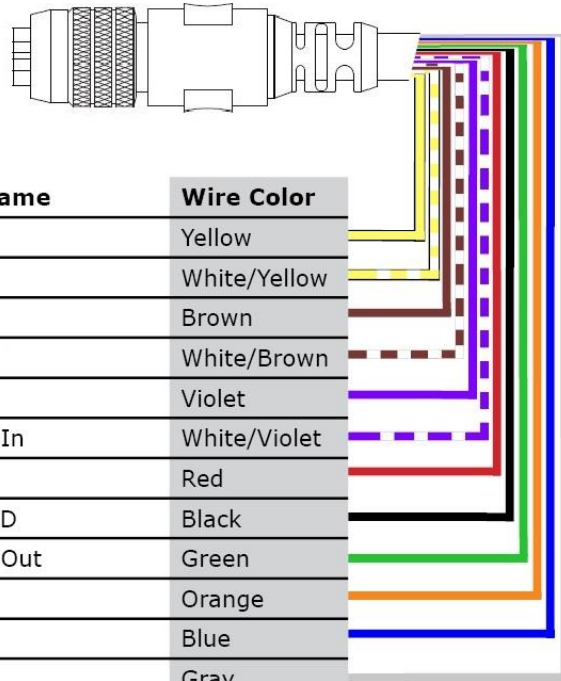 ame Wire Color
Yellow
White/Yellow
Brown
White/Brown
Violet
In White/Violet
Red
D Black
Out Green
Orange
Blue
Gray